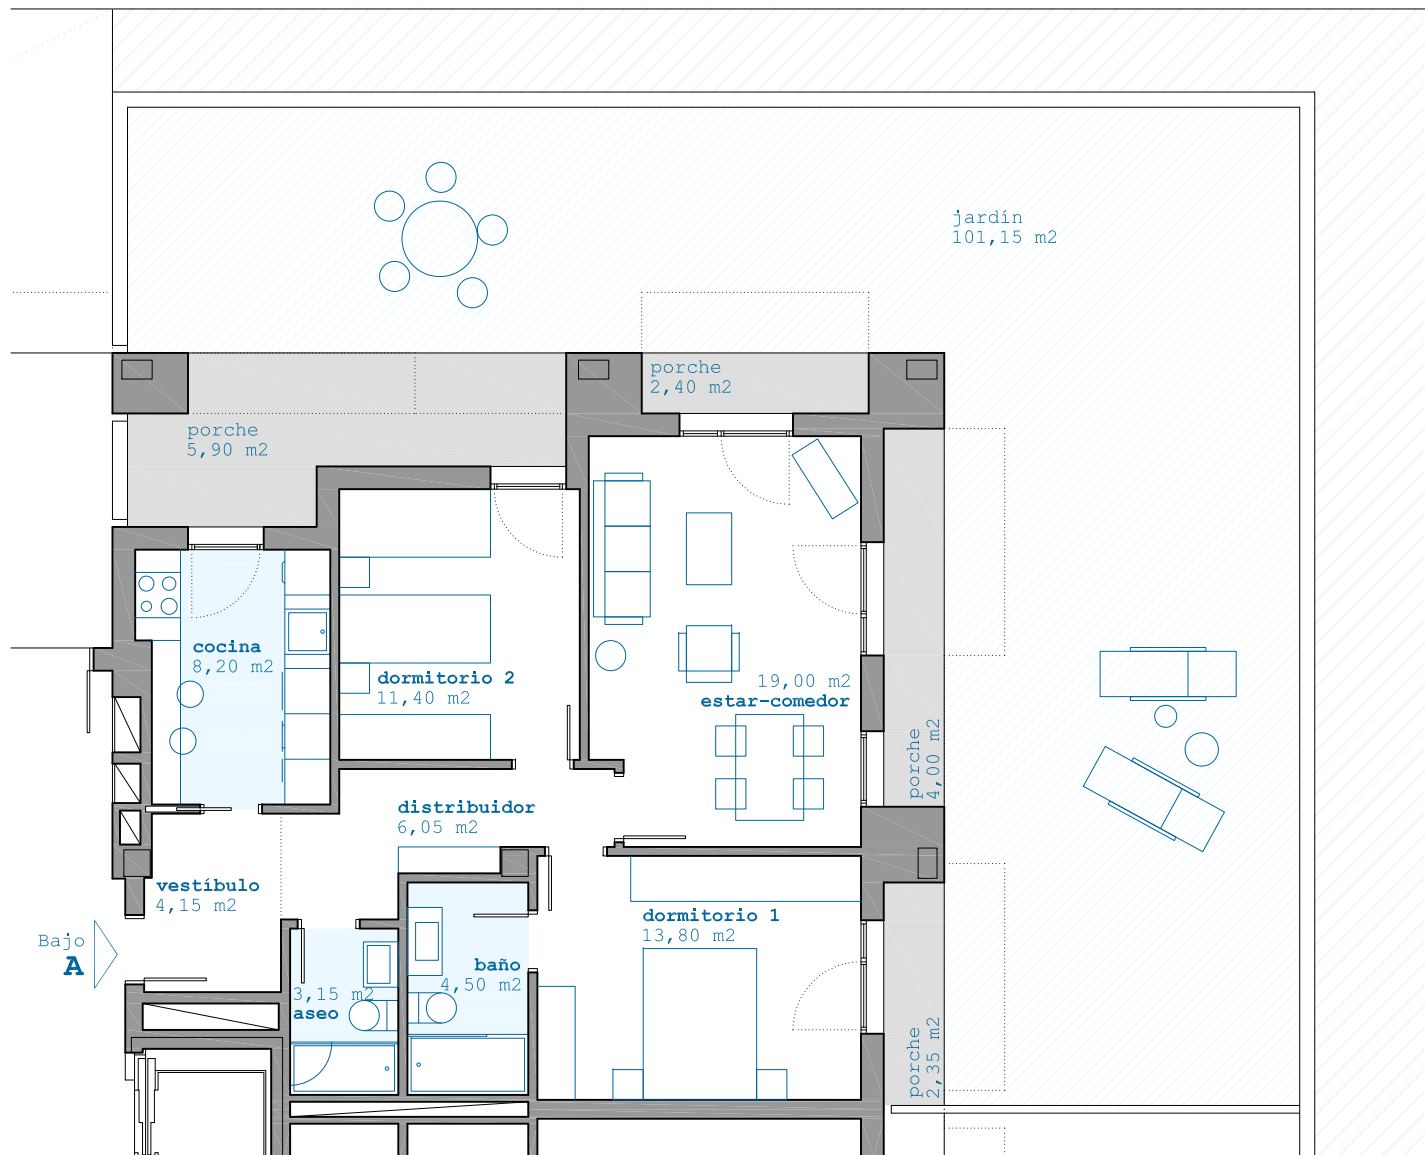 jardín
101,15 m2
porche
2,40 m2
porche
5,90 m2
cocina
8,20 m2
dormitorio 2
11,40 m2
19,00 m2
estar-comedor
porche
4,00 m2
distribuidor
6,05 m2
vestíbulo
4,15 m2
Bajo
A
dormitorio 1
13,80 m2
baño
4,50 m2
3,15 m2
aseo
porche
2,35 m2